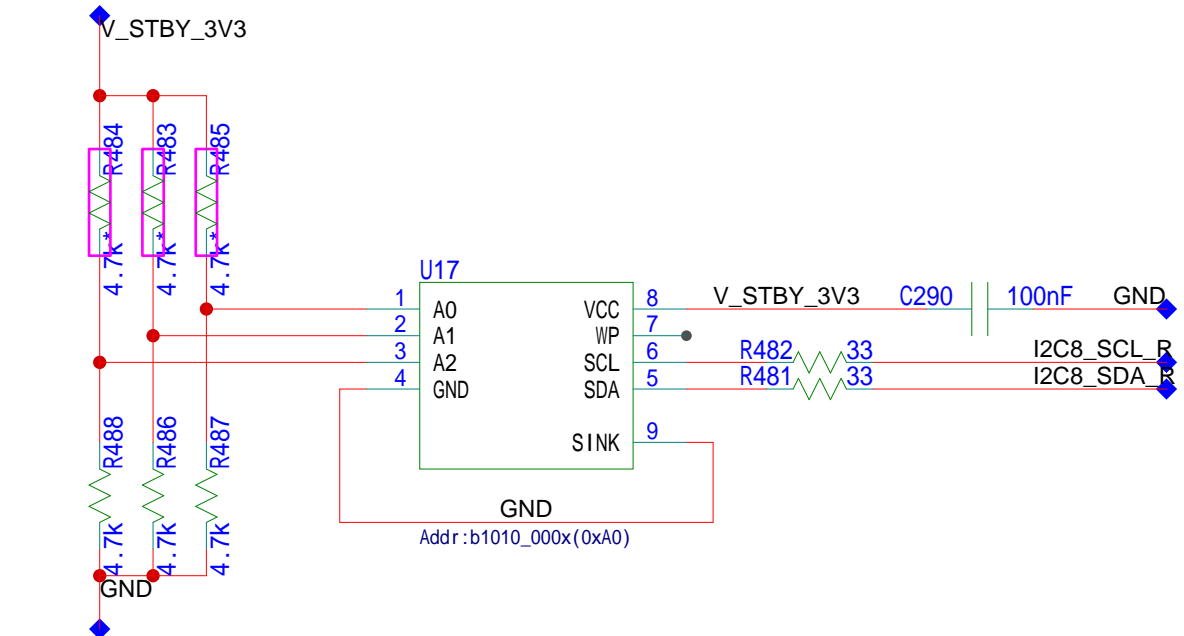 V_STBY_3V3
R484
R483
R485
4.7k*
4.7k*
4.7k*
U17
1
A0
VCC
8
V_STBY_3V3
C290
100nF
GND
2
A1
WP
7
3
A2
SCL
6
R482
33
I2C8_SCL_R
4
GND
SDA
5
R481
33
I2C8_SDA_R
SINK
9
R488
R486
R487
4.7k
4.7k
4.7k
GND
Addr:b1010_000x(0xA0)
GND